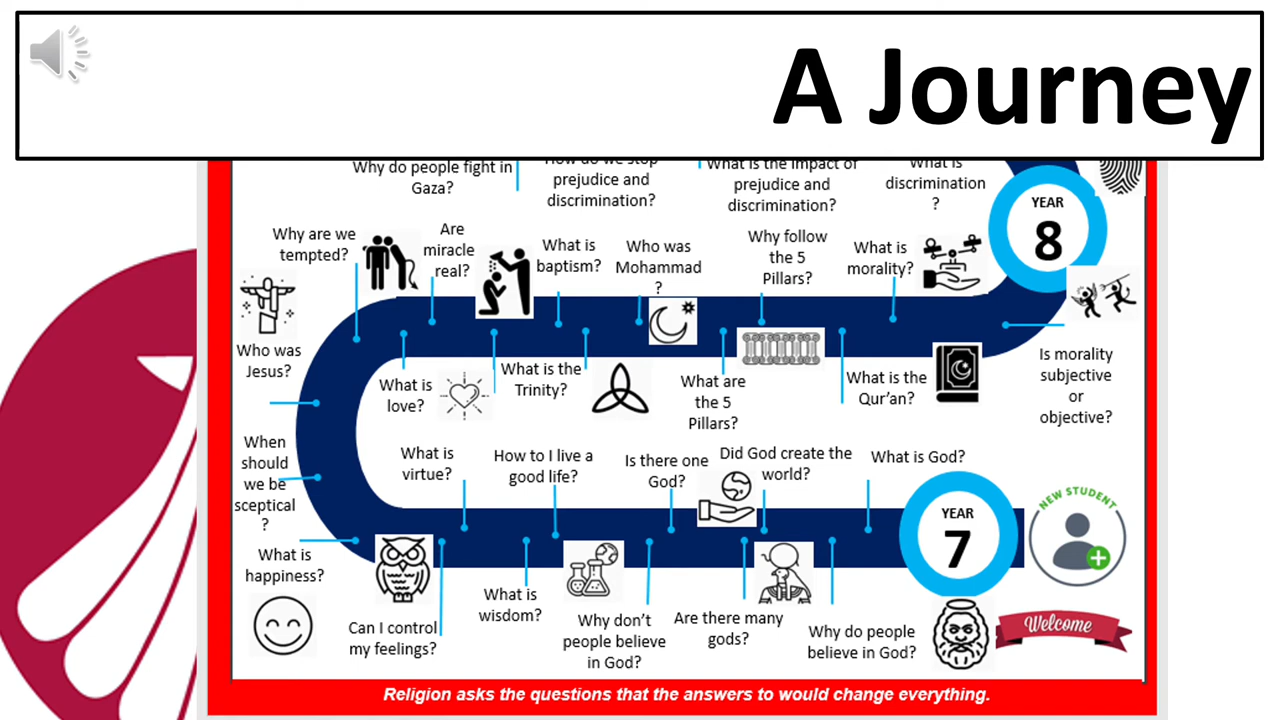 A Journey
Why do people fight in
Gaza?
How do we stop
prejudice and
discrimination?
What is the impact of
prejudice and
discrimination?
What is
discrimination
?
YEAR
8
Why are we
tempted?
Are
miracle
real?
What is
baptism?
Who was
Mohammad
?
Why follow
the 5
Pillars?
What is
morality?
Who was
Jesus?
What is
love?
What is the
Trinity?
What are
the 5
Pillars?
What is the
Qur’an?
Is morality
subjective
or
objective?
When
should
we be
sceptical
?
What is
virtue?
How to I live a
good life?
Is there one
God?
Did God create the
world?
What is God?
YEAR
7
NEW STUDENT
What is
happiness?
Can I control
my feelings?
What is
wisdom?
Why don’t
people believe
in God?
Are there many
gods?
Why do people
believe in God?
Welcome
Religion asks the questions that the answers to would change everything.